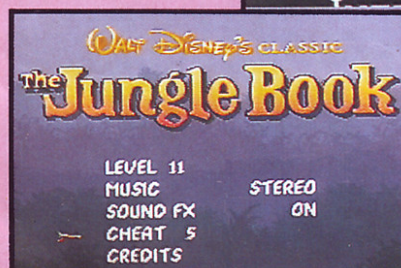 WALT DISNEY'S CLASSIC
The Jungle Book
LEVEL 11
MUSIC STEREO
SOUND FX ON
CHEAT 5
CREDITS